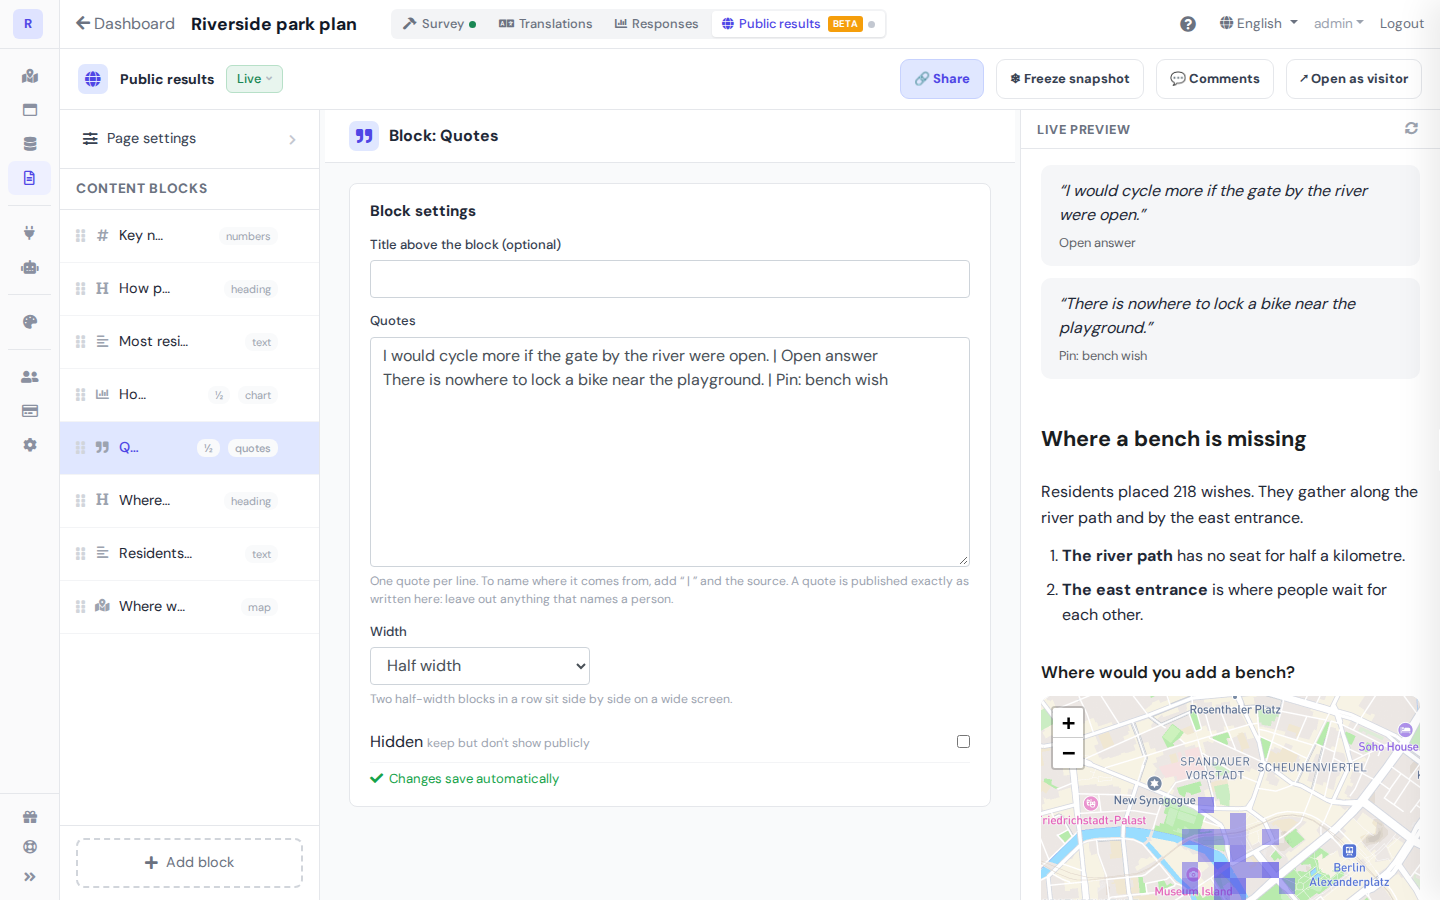 R
Dashboard
Riverside park plan
Survey
Translations
Responses
Public results BETA
English
admin
Logout
Public results
Live
Share
Freeze snapshot
Comments
Open as visitor
Page settings
CONTENT BLOCKS
Key n... numbers
How p... heading
Most resi... text
Ho... ½ chart
Q... ½ quotes
Where... heading
Residents... text
Where w... map
Add block
Block: Quotes
Block settings
Title above the block (optional)
Quotes
I would cycle more if the gate by the river were open. | Open answer
There is nowhere to lock a bike near the playground. | Pin: bench wish
One quote per line. To name where it comes from, add “ | ” and the source. A quote is published exactly as
written here: leave out anything that names a person.
Width
Half width
Two half-width blocks in a row sit side by side on a wide screen.
Hidden keep but don't show publicly
Changes save automatically
LIVE PREVIEW
“I would cycle more if the gate by the river
were open.”
Open answer
“There is nowhere to lock a bike near the
playground.”
Pin: bench wish
Where a bench is missing
Residents placed 218 wishes. They gather along the
river path and by the east entrance.
1. The river path has no seat for half a kilometre.
2. The east entrance is where people wait for
each other.
Where would you add a bench?
+
−
Rosenthaler Platz
Soho House
SPANDAUER
VORSTADT
SCHEUNENVIERTEL
New Synagogue
riedrichstadt-Palast
Berlin
Alexanderplatz
Museum Island